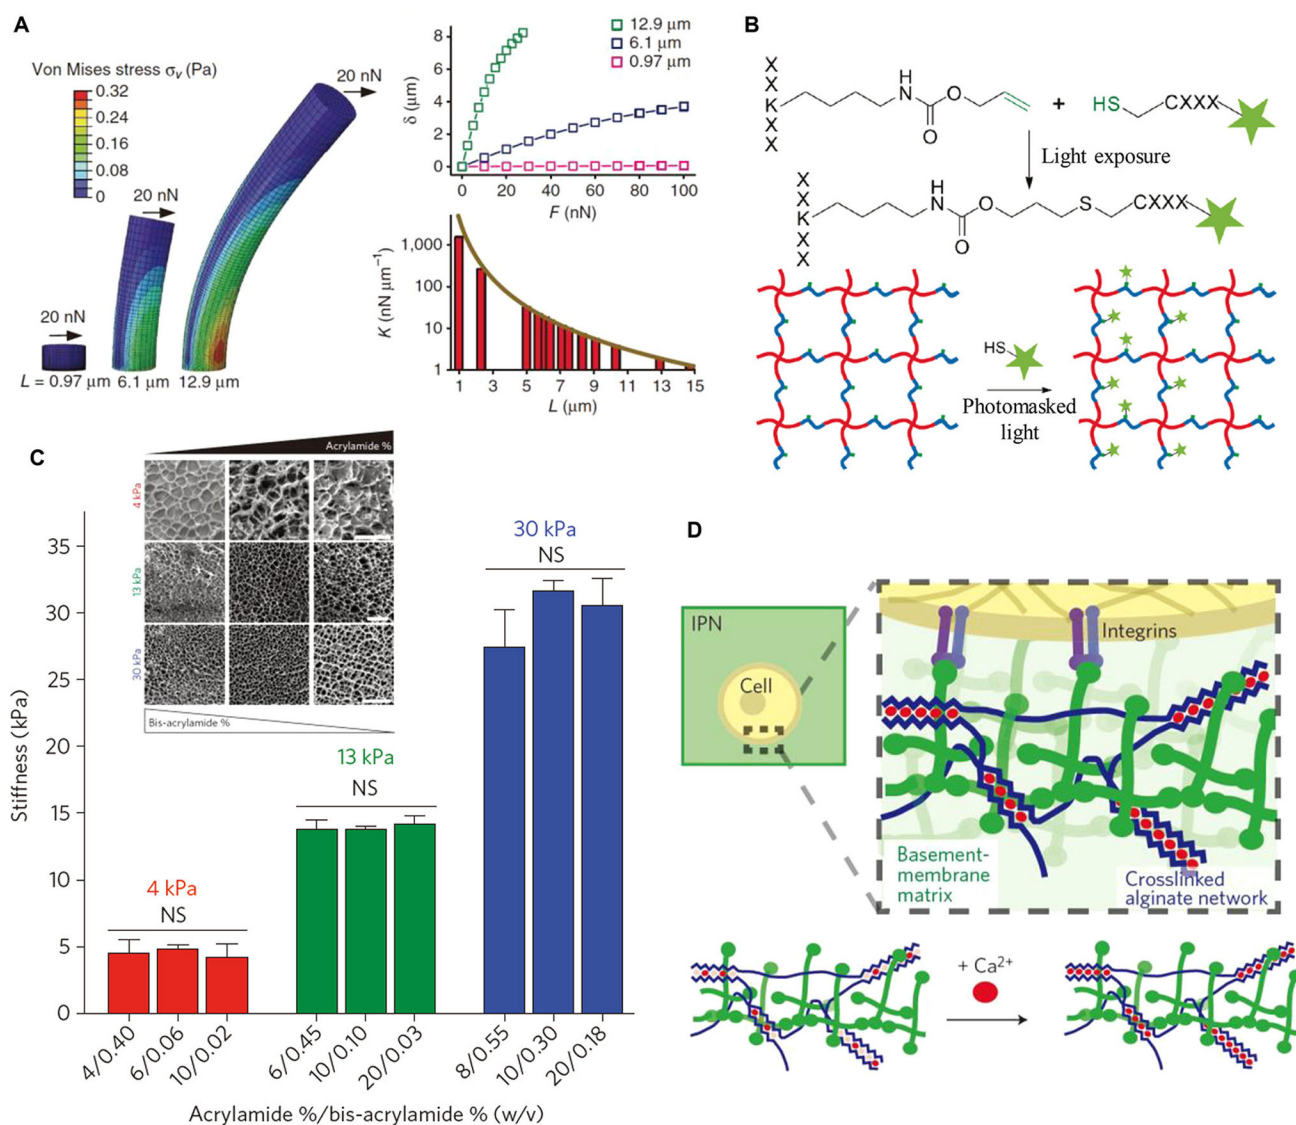 A
Von Mises stress σv (Pa)
0.32
0.24
0.16
0.08
0
20 nN
20 nN
20 nN
L = 0.97 μm 6.1 μm 12.9 μm
8
6
4
2
0
δ (μm)
12.9 μm
6.1 μm
0.97 μm
0 20 40 60 80 100
F (nN)
1,000
100
10
1
K (nN μm⁻¹)
1 3 5 7 9 11 13 15
L (μm)
B
X
X
K
X
X
H
N
O
O
+
HS
CXXX
Light exposure
X
X
K
X
X
H
N
O
O
S
CXXX
HS
Photomasked
light
C
Acrylamide %
4 kPa
13 kPa
30 kPa
Bis-acrylamide %
35
30
25
20
15
10
5
0
Stiffness (kPa)
4 kPa
NS
13 kPa
NS
30 kPa
NS
4/0.40
6/0.06
10/0.02
6/0.45
10/0.10
20/0.03
8/0.55
10/0.30
20/0.18
Acrylamide %/bis-acrylamide % (w/v)
D
IPN
Cell
Integrins
Basement-
membrane
matrix
Crosslinked
alginate network
+ Ca²⁺